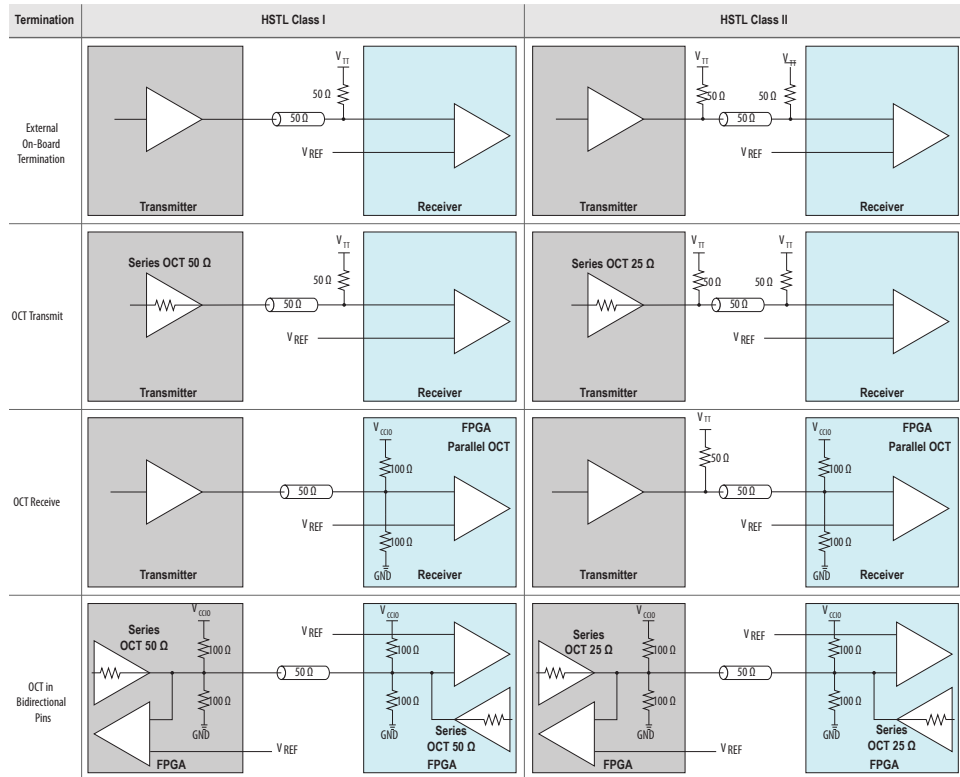 Termination HSTL Class I HSTL Class II
External
On-Board
Termination
V TT
50 Ω
50 Ω
V REF
Transmitter
Receiver
V TT
50 Ω
V TT
50 Ω
50 Ω
V REF
Transmitter
Receiver
OCT Transmit
Series OCT 50 Ω
V TT
50 Ω
50 Ω
V REF
Transmitter
Receiver
Series OCT 25 Ω
V TT
50 Ω
V TT
50 Ω
50 Ω
V REF
Transmitter
Receiver
OCT Receive
50 Ω
V CCIO
FPGA
Parallel OCT
100 Ω
V REF
100 Ω
GND
Transmitter
Receiver
V TT
50 Ω
50 Ω
V CCIO
FPGA
Parallel OCT
100 Ω
V REF
100 Ω
GND
Transmitter
Receiver
OCT in
Bidirectional
Pins
Series
OCT 50 Ω
V CCIO
100 Ω
100 Ω
GND
50 Ω
V REF
V REF
FPGA
V CCIO
100 Ω
100 Ω
GND
Series
OCT 50 Ω
FPGA
Series
OCT 25 Ω
V CCIO
100 Ω
100 Ω
GND
50 Ω
V REF
V REF
FPGA
V CCIO
100 Ω
100 Ω
GND
Series
OCT 25 Ω
FPGA